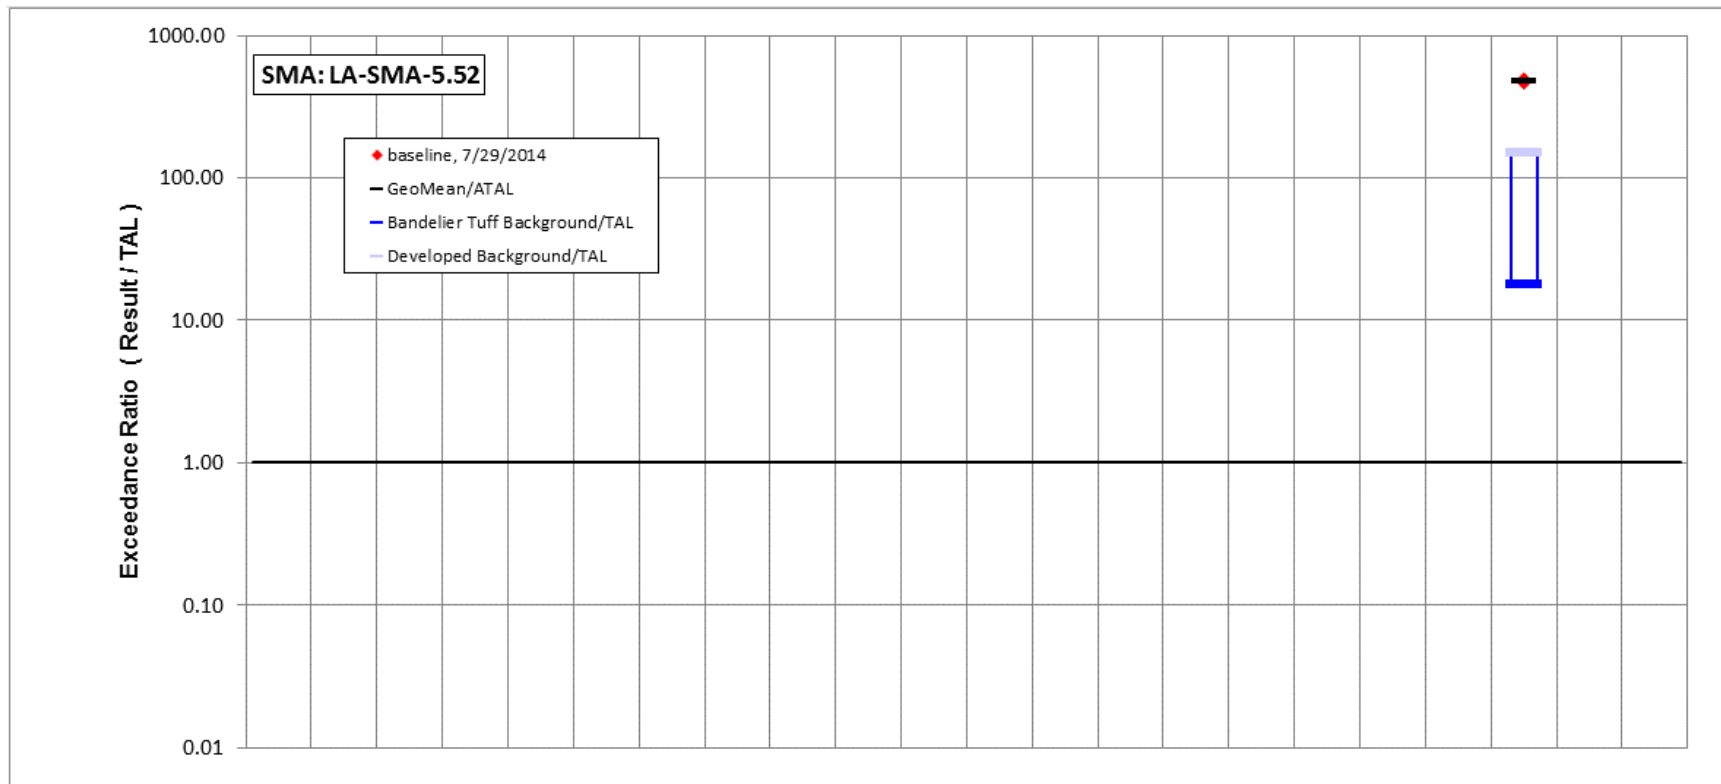 1000.00
SMA: LA-SMA-5.52
baseline, 7/29/2014
100.00
GeoMean/ATAL
Bandelier Tuff Background/TAL
Developed Background/TAL
10.00
Exceedance Ratio ( Result / TAL )
1.00
0.10
0.01